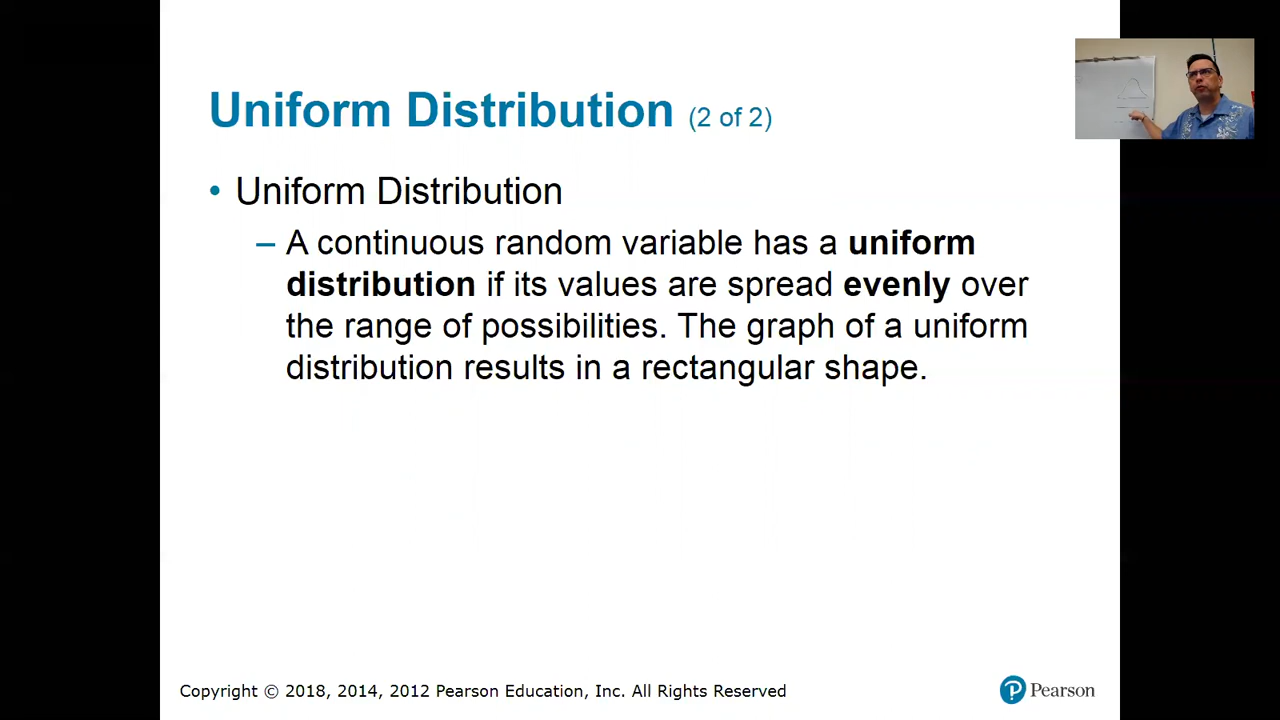 Uniform Distribution (2 of 2)
• Uniform Distribution
– A continuous random variable has a uniform
distribution if its values are spread evenly over
the range of possibilities. The graph of a uniform
distribution results in a rectangular shape.
Copyright © 2018, 2014, 2012 Pearson Education, Inc. All Rights Reserved
P Pearson